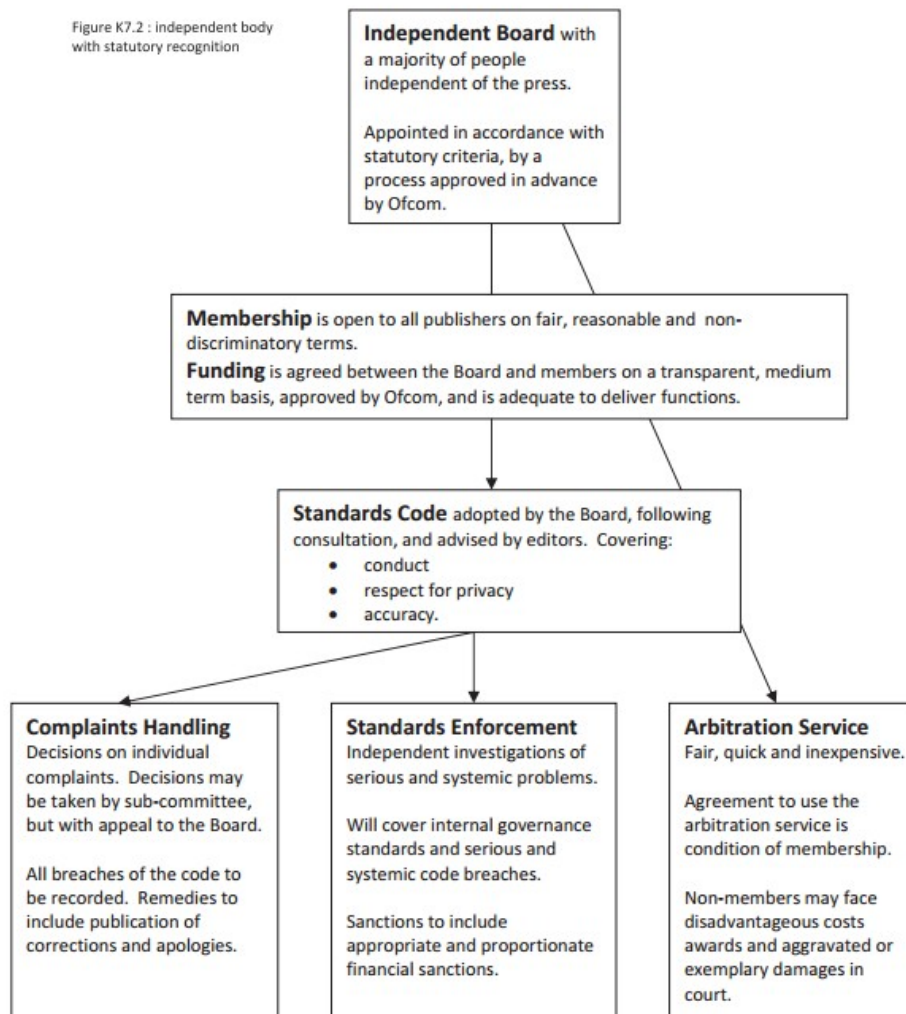 Figure K7.2 : independent body
with statutory recognition
Independent Board with
a majority of people
independent of the press.
Appointed in accordance with
statutory criteria, by a
process approved in advance
by Ofcom.
Membership is open to all publishers on fair, reasonable and non-
discriminatory terms.
Funding is agreed between the Board and members on a transparent, medium
term basis, approved by Ofcom, and is adequate to deliver functions.
Standards Code adopted by the Board, following
consultation, and advised by editors. Covering:
• conduct
• respect for privacy
• accuracy.
Complaints Handling
Decisions on individual
complaints. Decisions may
be taken by sub-committee,
but with appeal to the Board.
All breaches of the code to
be recorded. Remedies to
include publication of
corrections and apologies.
Standards Enforcement
Independent investigations of
serious and systemic problems.
Will cover internal governance
standards and serious and
systemic code breaches.
Sanctions to include
appropriate and proportionate
financial sanctions.
Arbitration Service
Fair, quick and inexpensive.
Agreement to use the
arbitration service is
condition of membership.
Non-members may face
disadvantageous costs
awards and aggravated or
exemplary damages in
court.